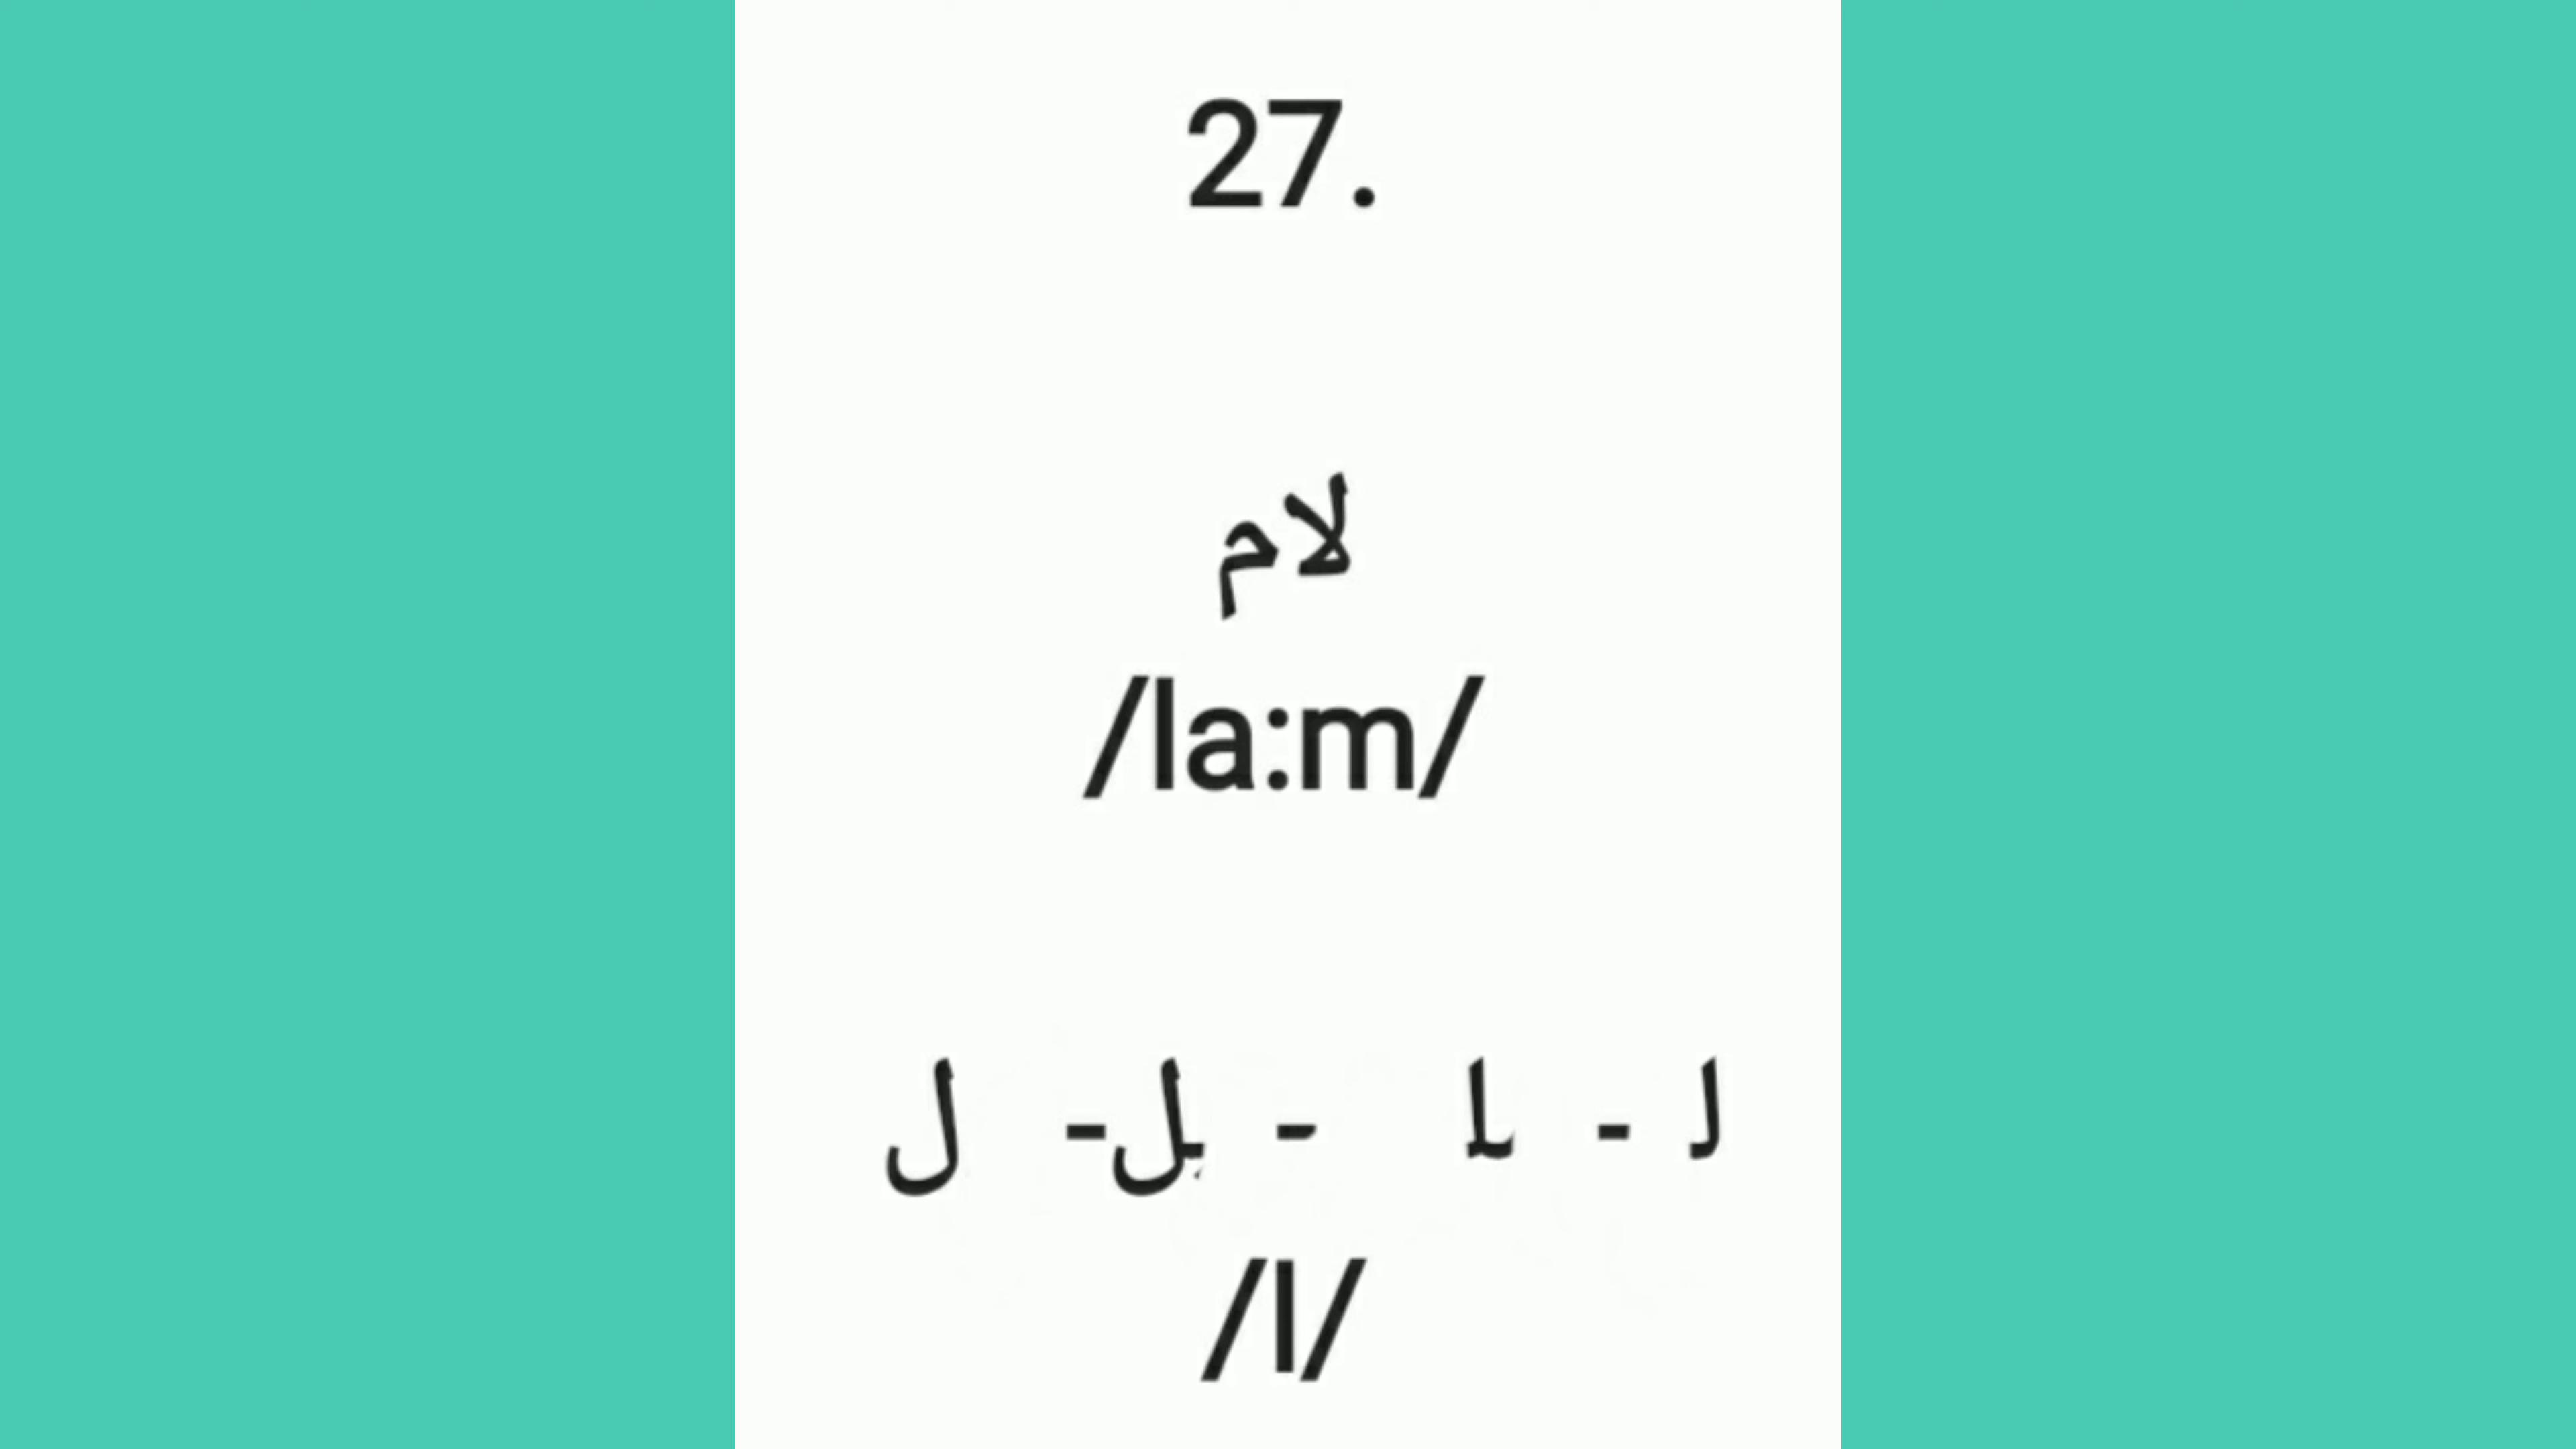 27.
لام
/la:m/
لـ - ـلـ - ـل- ل
/l/